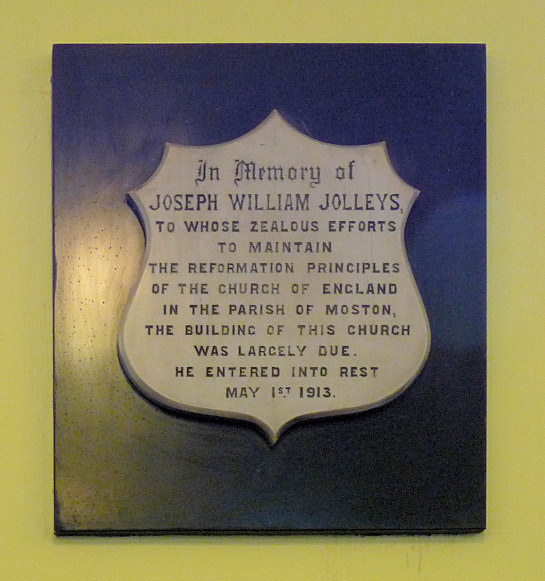 In Memory of
JOSEPH WILLIAM JOLLEYS,
TO WHOSE ZEALOUS EFFORTS
TO MAINTAIN
THE REFORMATION PRINCIPLES
OF THE CHURCH OF ENGLAND
IN THE PARISH OF MOSTON,
THE BUILDING OF THIS CHURCH
WAS LARGELY DUE.
HE ENTERED INTO REST
MAY 1ST 1913.